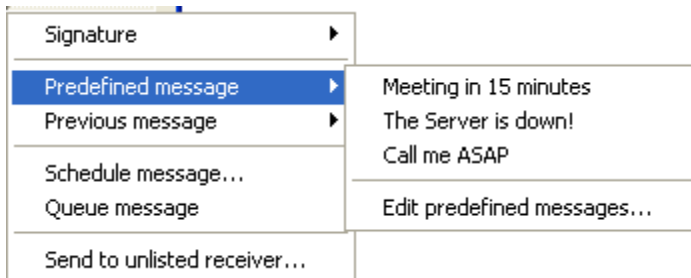 Signature
Predefined message
Previous message
Schedule message...
Queue message
Send to unlisted receiver...
Meeting in 15 minutes
The Server is down!
Call me ASAP
Edit predefined messages...